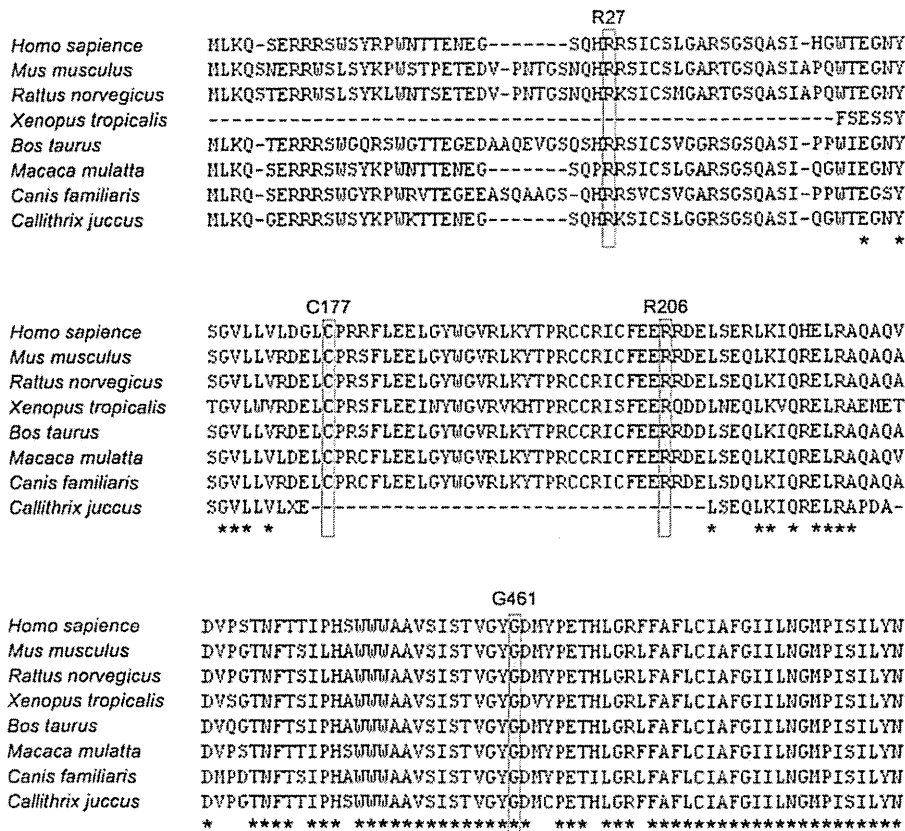 R27
Homo sapience MLKQ-SERRRSWSYRPWNTTENEG-------SQHRRSICSLGARSGSQASI-HGWTEGNY
Mus musculus MLKQSNERRWSLSYKPWSTPETEDV-PNTGSNQHRRSICSLGARTGSQASIAPQWTEGNY
Rattus norvegicus MLKQSTERRWSLSYKLWNTSETEDV-PNTGSNQHRKSICSMGARTGSQASIAPQWTEGNY
Xenopus tropicalis ------------------------------------------------------FSESSY
Bos taurus MLKQ-TERRRSWGQRSWGTTEGEDAAQEVGSQSHRRSICSVGGRSGSQASI-PPWIEGNY
Macaca mulatta MLKQ-SERRRSWSYKPWNTTENEG-------SQPRRSICSLGARSGSQASI-QGWIEGNY
Canis familiaris MLRQ-SERRRSWGYRPWRVTEGEEASQAAGS-QHRRSVCSVGARSGSQASI-PPWTEGSY
Callithrix juccus MLKQ-GERRRSWSYKPWKTTENEG-------SQHRKSICSLGGRSGSQASI-QGWTEGNY
* *
C177 R206
Homo sapience SGVLLVLDGLCPRRFLEELGYWGVRLKYTPRCCRICFEERRDELSERLKIQHELRAQAQV
Mus musculus SGVLLVRDELCPRSFLEELGYWGVRLKYTPRCCRICFEERRDELSEQLKIQRELRAQAQA
Rattus norvegicus SGVLLVRDELCPRSFLEELGYWGVRLKYTPRCCRICFEERRDELSEQLKIQRELRAQAQA
Xenopus tropicalis TGVLWVRDELCPRSFLEEINYWGVRVKHTPRCCRISFEERQDDLNEQLKVQRELRAEMET
Bos taurus SGVLLVRDELCPRSFLEELGYWGVRLKYTPRCCRICFEERRDDLSEQLKIQRELRAQAQA
Macaca mulatta SGVLLVLDELCPRRFLEELGYWGVRLKYTPRCCRICFEERRDELSEQLKIQRELRAQAQV
Canis familiaris SGVLLVRDELCPRCFLEELGYWGVRLKYTPRCCRICFEERRDELSDQLKIQRELRAQAQA
Callithrix juccus SGVLLVLXE-----------------------------------LSEQLKIQRELRAPDA-
*** * * ** * ****
G461
Homo sapience DVPSTNFTTIPHSWWWAAVSISTVGYGDMYPETHLGRFFAFLCIAFGIILNGMPISILYN
Mus musculus DVPGTNFTSILHAWWWAAVSISTVGYGDMYPETHLGRLFAFLCIAFGIILNGMPISILYN
Rattus norvegicus DVPGTNFTSILHAWWWAAVSISTVGYGDMYPETHLGRLFAFLCIAFGIILNGMPISILYN
Xenopus tropicalis DVSGTNFTSIPHAWWWAAVSISTVGYGDVYPETHLGRLFAFLCIAFGIILNGMPISILYN
Bos taurus DVQGTNFTSIPHAWWWAAVSISTVGYGDMYPETHLGRLFAFLCIAFGIILNGMPISILYN
Macaca mulatta DVPSTNFTTIPHAWWWAAVSISTVGYGDMYPETHLGRFFAFLCIAFGIILNGMPISILYN
Canis familiaris DMPDTNFTSIPHAWWWAAVSISTVGYGDMYPETILGRLFAFLCIAFGIILNGMPISILYN
Callithrix juccus DVPGTNFTTIPHAWWWAAVSISTVGYGDMCPETHLGRFFAFLCIAFGIILNGMPISILYN
* **** * * *************** *** *** **********************